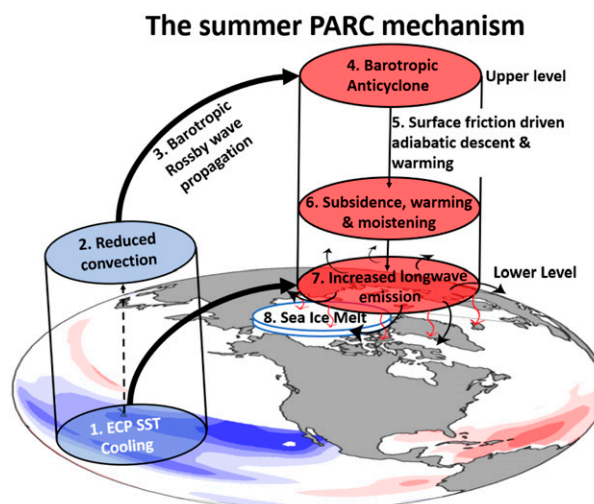 The summer PARC mechanism
4. Barotropic
Anticyclone
Upper level
3. Barotropic
Rossby wave
propagation
5. Surface friction driven
adiabatic descent &
warming
6. Subsidence, warming
& moistening
2. Reduced
convection
7. Increased longwave
emission
Lower Level
8. Sea Ice Melt
1. ECP SST
Cooling